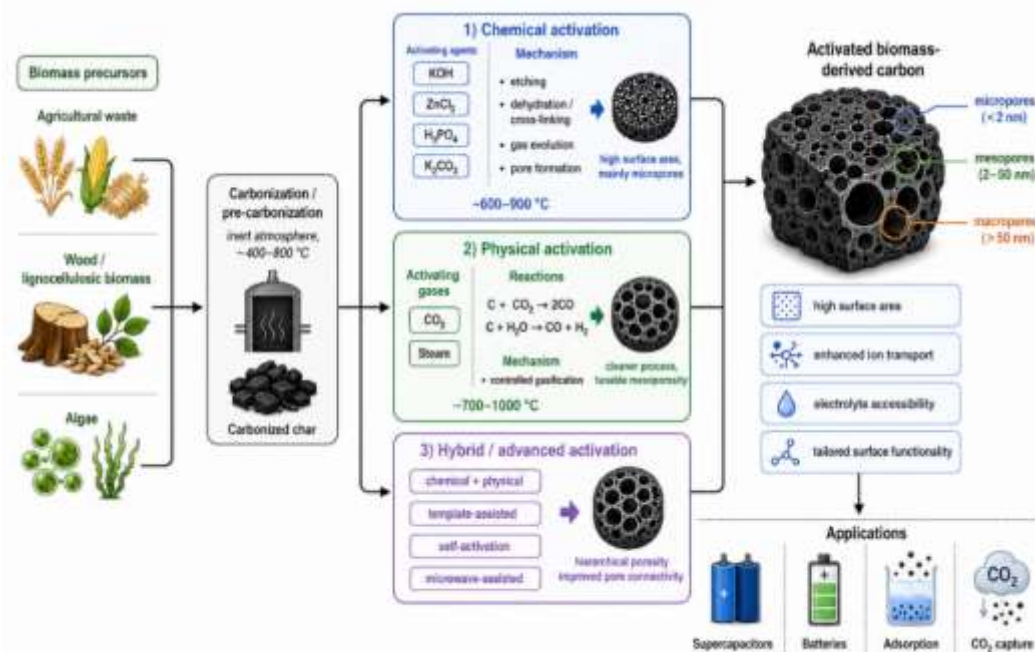 Biomass precursors
Agricultural waste
Wood /
lignocellulosic biomass
Algae
Carbonization /
pre-carbonization
inert atmosphere,
~400–800 °C
Carbonized char
1) Chemical activation
Activating agents
KOH
ZnCl₂
H₃PO₄
K₂CO₃
Mechanism
+ etching
+ dehydration /
cross-linking
+ gas evolution
+ pore formation
high surface area,
mainly micropores
~600–900 °C
2) Physical activation
Activating
gases
CO₂
Steam
Reactions
C + CO₂ → 2CO
C + H₂O → CO + H₂
Mechanism
+ controlled gasification
cleaner process,
tunable mesoporosity
~700–1000 °C
3) Hybrid / advanced activation
chemical + physical
template-assisted
self-activation
microwave-assisted
hierarchical porosity
improved pore connectivity
Activated biomass-
derived carbon
micropores
(< 2 nm)
mesopores
(2–50 nm)
macropores
(> 50 nm)
high surface area
enhanced ion transport
electrolyte accessibility
tailored surface functionality
Applications
Supercapacitors
Batteries
Adsorption
CO₂
CO₂ capture